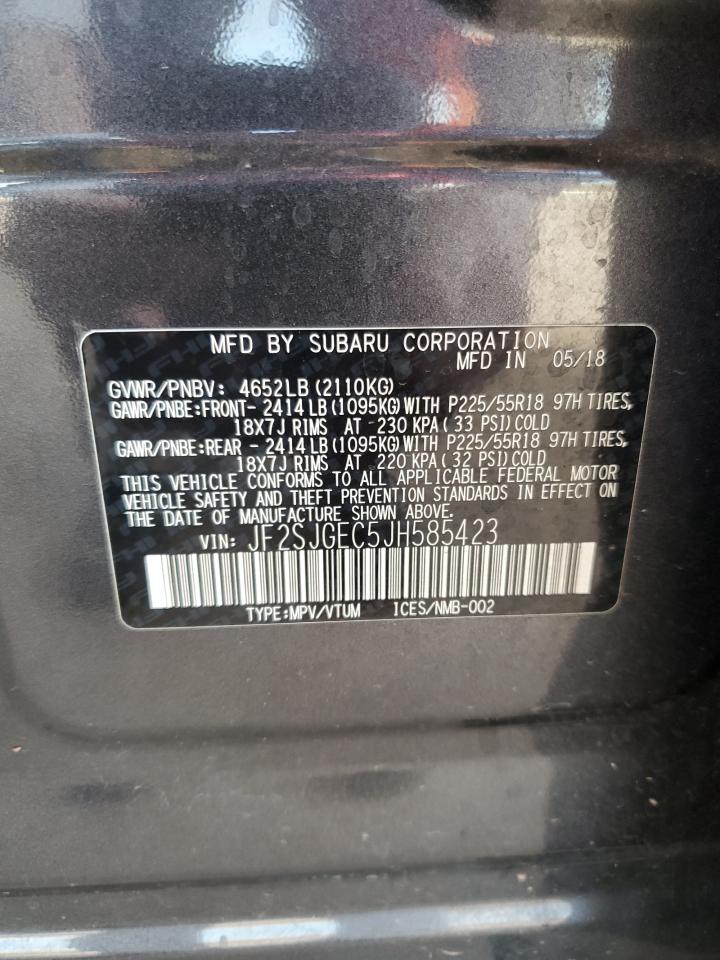 MFD BY SUBARU CORPORATION
MFD IN 05/18
GVWR/PNBV: 4652LB (2110KG)
GAWR/PNBE:FRONT- 2414LB (1095KG) WITH P225/55R18 97H TIRES,
18X7J RIMS AT 230 KPA ( 33 PSI) COLD
GAWR/PNBE:REAR - 2414LB (1095KG) WITH P225/55R18 97H TIRES,
18X7J RIMS AT 220 KPA ( 32 PSI) COLD
THIS VEHICLE CONFORMS TO ALL APPLICABLE FEDERAL MOTOR
VEHICLE SAFETY AND THEFT PREVENTION STANDARDS IN EFFECT ON
THE DATE OF MANUFACTURE SHOWN ABOVE.
VIN: JF2SJGEC5JH585423
TYPE:MPV/VTUM ICES/NMB-002